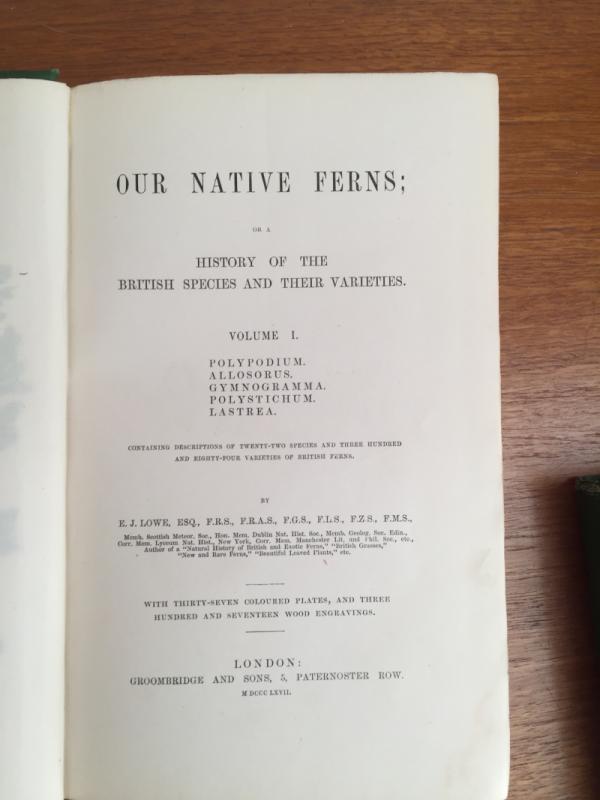 OUR NATIVE FERNS;
OR A
HISTORY OF THE
BRITISH SPECIES AND THEIR VARIETIES.
VOLUME I.
POLYPODIUM.
ALLOSORUS.
GYMNOGRAMMA.
POLYSTICHUM.
LASTREA.
CONTAINING DESCRIPTIONS OF TWENTY-TWO SPECIES AND THREE HUNDRED
AND EIGHTY-FOUR VARIETIES OF BRITISH FERNS.
BY
E. J. LOWE, ESQ., F.R.S., F.R.A.S., F.G.S., F.L.S., F.Z.S., F.M.S.,
Memb. Scottish Meteor. Soc., Hon. Mem. Dublin Nat. Hist. Soc., Memb. Geolog. Soc. Edin.,
Corr. Mem. Lyceum Nat. Hist., New York, Corr. Mem. Manchester Lit. and Phil. Soc., etc.,
Author of a "Natural History of British and Exotic Ferns," "British Grasses,"
"New and Rare Ferns," "Beautiful Leaved Plants," etc.
WITH THIRTY-SEVEN COLOURED PLATES, AND THREE
HUNDRED AND SEVENTEEN WOOD ENGRAVINGS.
LONDON:
GROOMBRIDGE AND SONS, 5, PATERNOSTER ROW.
M DCCC LXVII.